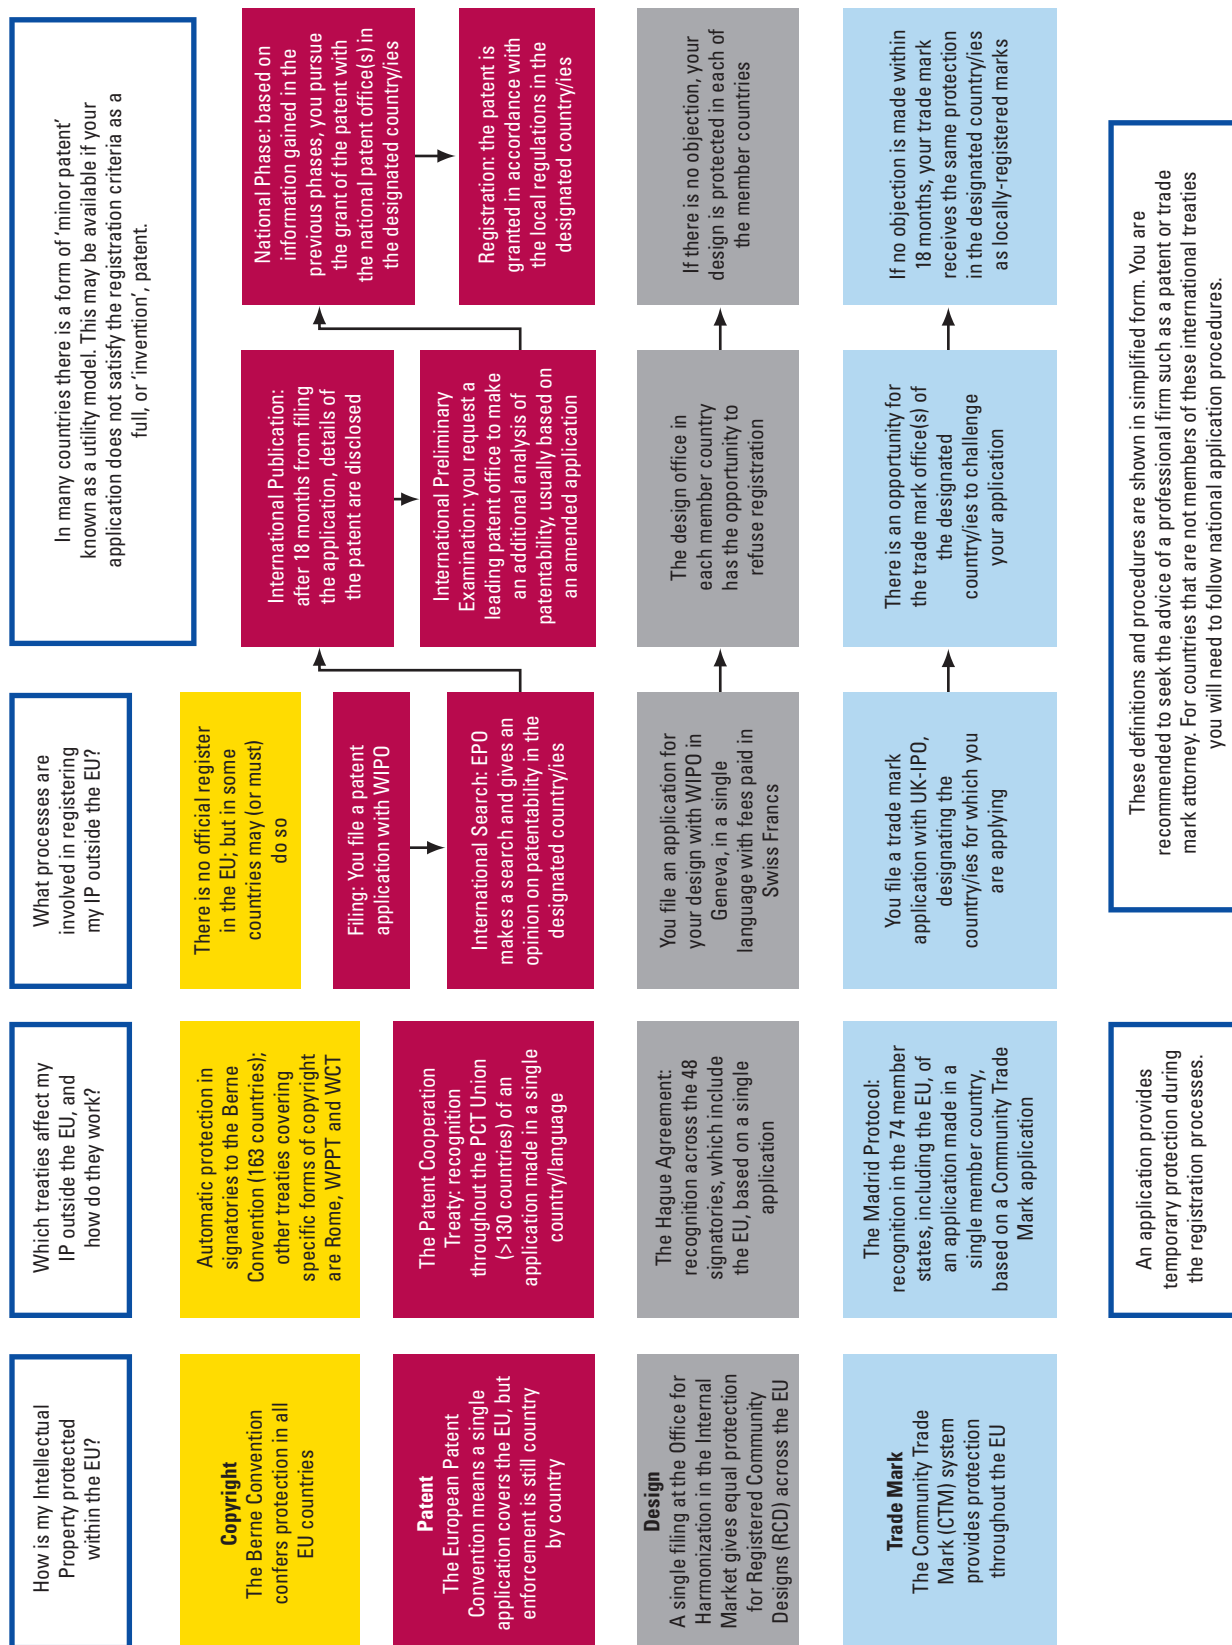 How is my Intellectual
Property protected
within the EU?
Which treaties affect my
IP outside the EU, and
how do they work?
What processes are
involved in registering
my IP outside the EU?
In many countries there is a form of ‘minor patent’
known as a utility model. This may be available if your
application does not satisfy the registration criteria as a
full, or ‘invention’, patent.
Copyright
The Berne Convention
confers protection in all
EU countries
Automatic protection in
signatories to the Berne
Convention (163 countries);
other treaties covering
specific forms of copyright
are Rome, WPPT and WCT
There is no official register
in the EU; but in some
countries may (or must)
do so
Patent
The European Patent
Convention means a single
application covers the EU, but
enforcement is still country
by country
The Patent Cooperation
Treaty: recognition
throughout the PCT Union
(>130 countries) of an
application made in a single
country/language
Filing: You file a patent
application with WIPO
International Search: EPO
makes a search and gives an
opinion on patentability in the
designated country/ies
International Publication:
after 18 months from filing
the application, details of
the patent are disclosed
International Preliminary
Examination: you request a
leading patent office to make
an additional analysis of
patentability, usually based on
an amended application
National Phase: based on
information gained in the
previous phases, you pursue
the grant of the patent with
the national patent office(s) in
the designated country/ies
Registration: the patent is
granted in accordance with
the local regulations in the
designated country/ies
Design
A single filing at the Office for
Harmonization in the Internal
Market gives equal protection
for Registered Community
Designs (RCD) across the EU
The Hague Agreement:
recognition across the 48
signatories, which include
the EU, based on a single
application
You file an application for
your design with WIPO in
Geneva, in a single
language with fees paid in
Swiss Francs
The design office in
each member country
has the opportunity to
refuse registration
If there is no objection, your
design is protected in each of
the member countries
Trade Mark
The Community Trade
Mark (CTM) system
provides protection
throughout the EU
The Madrid Protocol:
recognition in the 74 member
states, including the EU, of
an application made in a
single member country,
based on a Community Trade
Mark application
You file a trade mark
application with UK-IPO,
designating the
country/ies for which you
are applying
There is an opportunity for
the trade mark office(s) of
the designated
country/ies to challenge
your application
If no objection is made within
18 months, your trade mark
receives the same protection
in the designated country/ies
as locally-registered marks
An application provides
temporary protection during
the registration processes.
These definitions and procedures are shown in simplified form. You are
recommended to seek the advice of a professional firm such as a patent or trade
mark attorney. For countries that are not members of these international treaties
you will need to follow national application procedures.